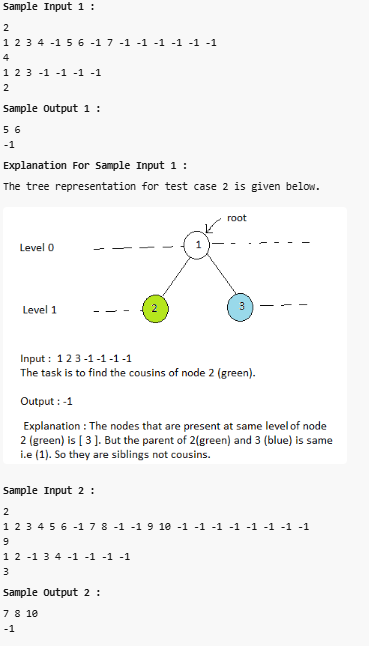 Sample Input 1 :
2
1 2 3 4 -1 5 6 -1 7 -1 -1 -1 -1 -1 -1
4
1 2 3 -1 -1 -1 -1
2
Sample Output 1 :
5 6
-1
Explanation For Sample Input 1 :
The tree representation for test case 2 is given below.
root
Level 0
1
Level 1
2
3
Input : 1 2 3 -1 -1 -1 -1
The task is to find the cousins of node 2 (green).
Output : -1
Explanation : The nodes that are present at same level of node
2 (green) is [ 3 ]. But the parent of 2(green) and 3 (blue) is same
i.e (1). So they are siblings not cousins.
Sample Input 2 :
2
1 2 3 4 5 6 -1 7 8 -1 -1 9 10 -1 -1 -1 -1 -1 -1 -1 -1
9
1 2 -1 3 4 -1 -1 -1 -1
3
Sample Output 2 :
7 8 10
-1